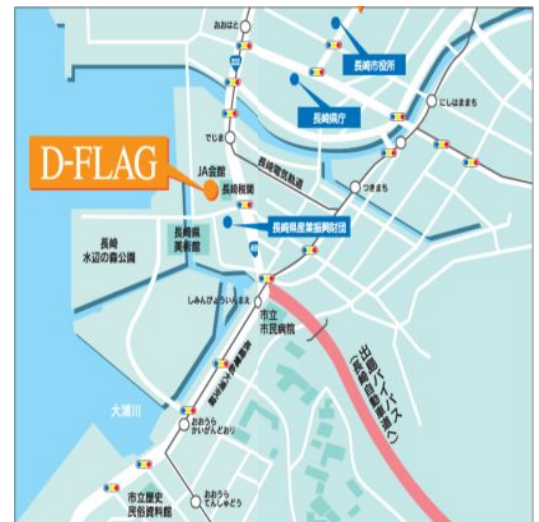 おおはと
202
長崎市役所
長崎県庁
にしはままち
でじま
D-FLAG
JA会館
長崎税関
長崎電気軌道
つきまち
長崎
水辺の森公園
長崎県
美術館
長崎県産業振興財団
499
しみんびょういんまえ
市立
市民病院
出島バイパス
(長崎自動車道へ)
大浦川
おおうら
かいがんどおり
市立歴史
民俗資料館
おおうら
てんしゅどう